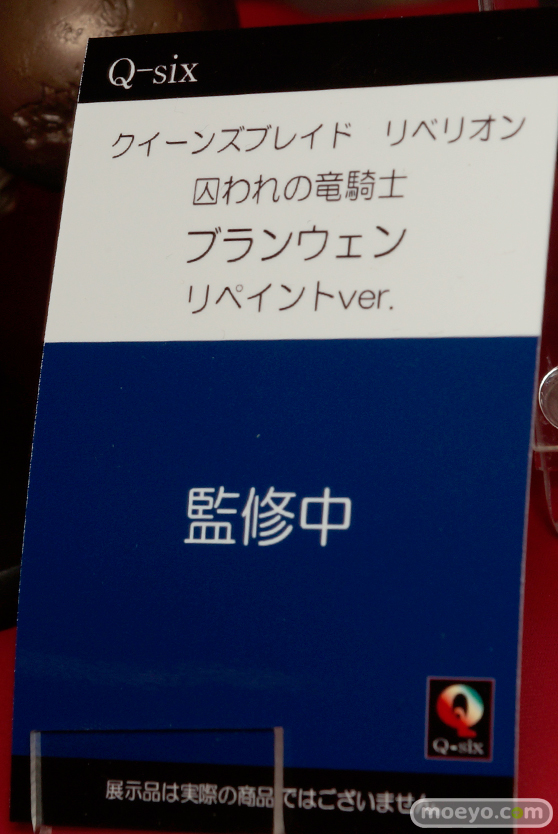 Q-six
クイーンズブレイド リベリオン
囚われの竜騎士
ブランウェン
リペイントver.
監修中
Q-six
展示品は実際の商品ではございませ
moeyo.com